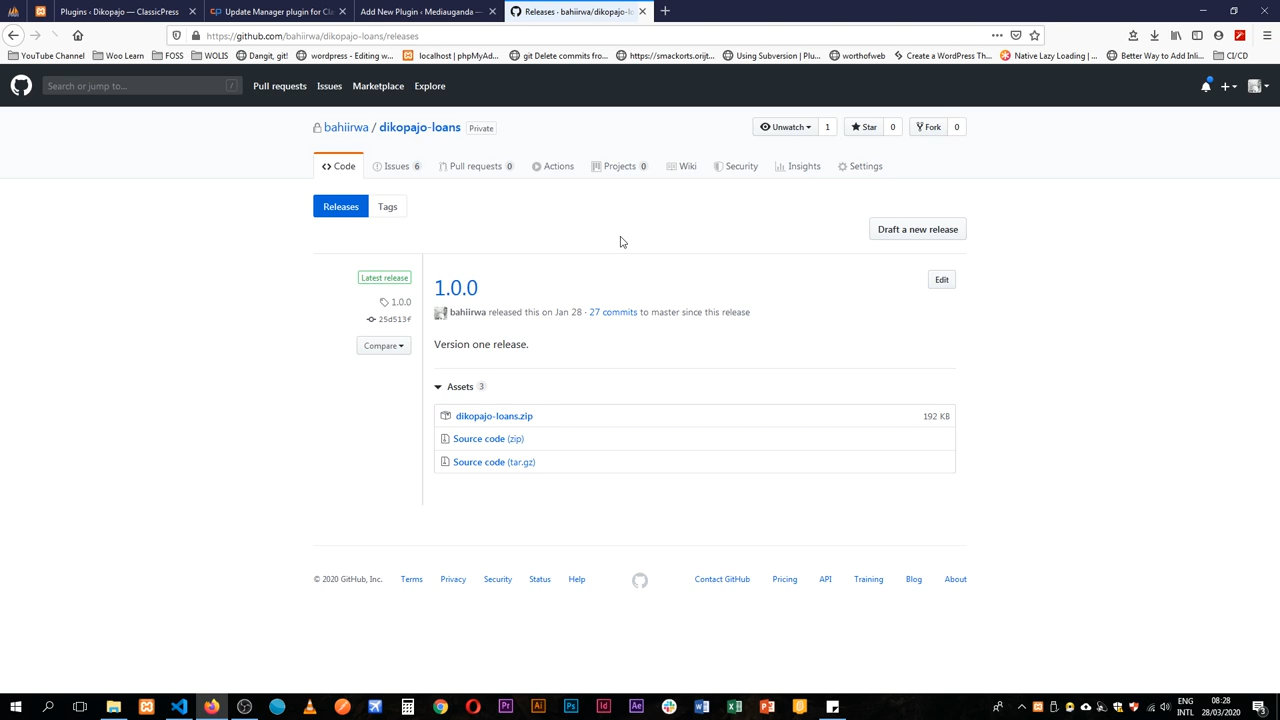 Plugins ‹ Dikopajo — ClassicPress
Update Manager plugin for Cla
Add New Plugin ‹ Mediauganda —
Releases · bahiirwa/dikopajo-lo
https://github.com/bahiirwa/dikopajo-loans/releases
YouTube Channel
Woo Learn
FOSS
WOLIS
Dangit, git!
wordpress - Editing w...
localhost | phpMyAd...
git Delete commits fro...
https://smackorts.orijt...
Using Subversion | Plu...
worthofweb
Create a WordPress Th...
Native Lazy Loading | ...
Better Way to Add Inli...
CI/CD
Search or jump to...
/
Pull requests
Issues
Marketplace
Explore
bahiirwa / dikopajo-loans Private
Unwatch 1
Star 0
Fork 0
Code
Issues 6
Pull requests 0
Actions
Projects 0
Wiki
Security
Insights
Settings
Releases
Tags
Draft a new release
Latest release
1.0.0
25d513f
Compare
1.0.0
Edit
bahiirwa released this on Jan 28 · 27 commits to master since this release
Version one release.
Assets 3
dikopajo-loans.zip
192 KB
Source code (zip)
Source code (tar.gz)
© 2020 GitHub, Inc.
Terms
Privacy
Security
Status
Help
Contact GitHub
Pricing
API
Training
Blog
About
ENG
INTL
08:28
28/03/2020